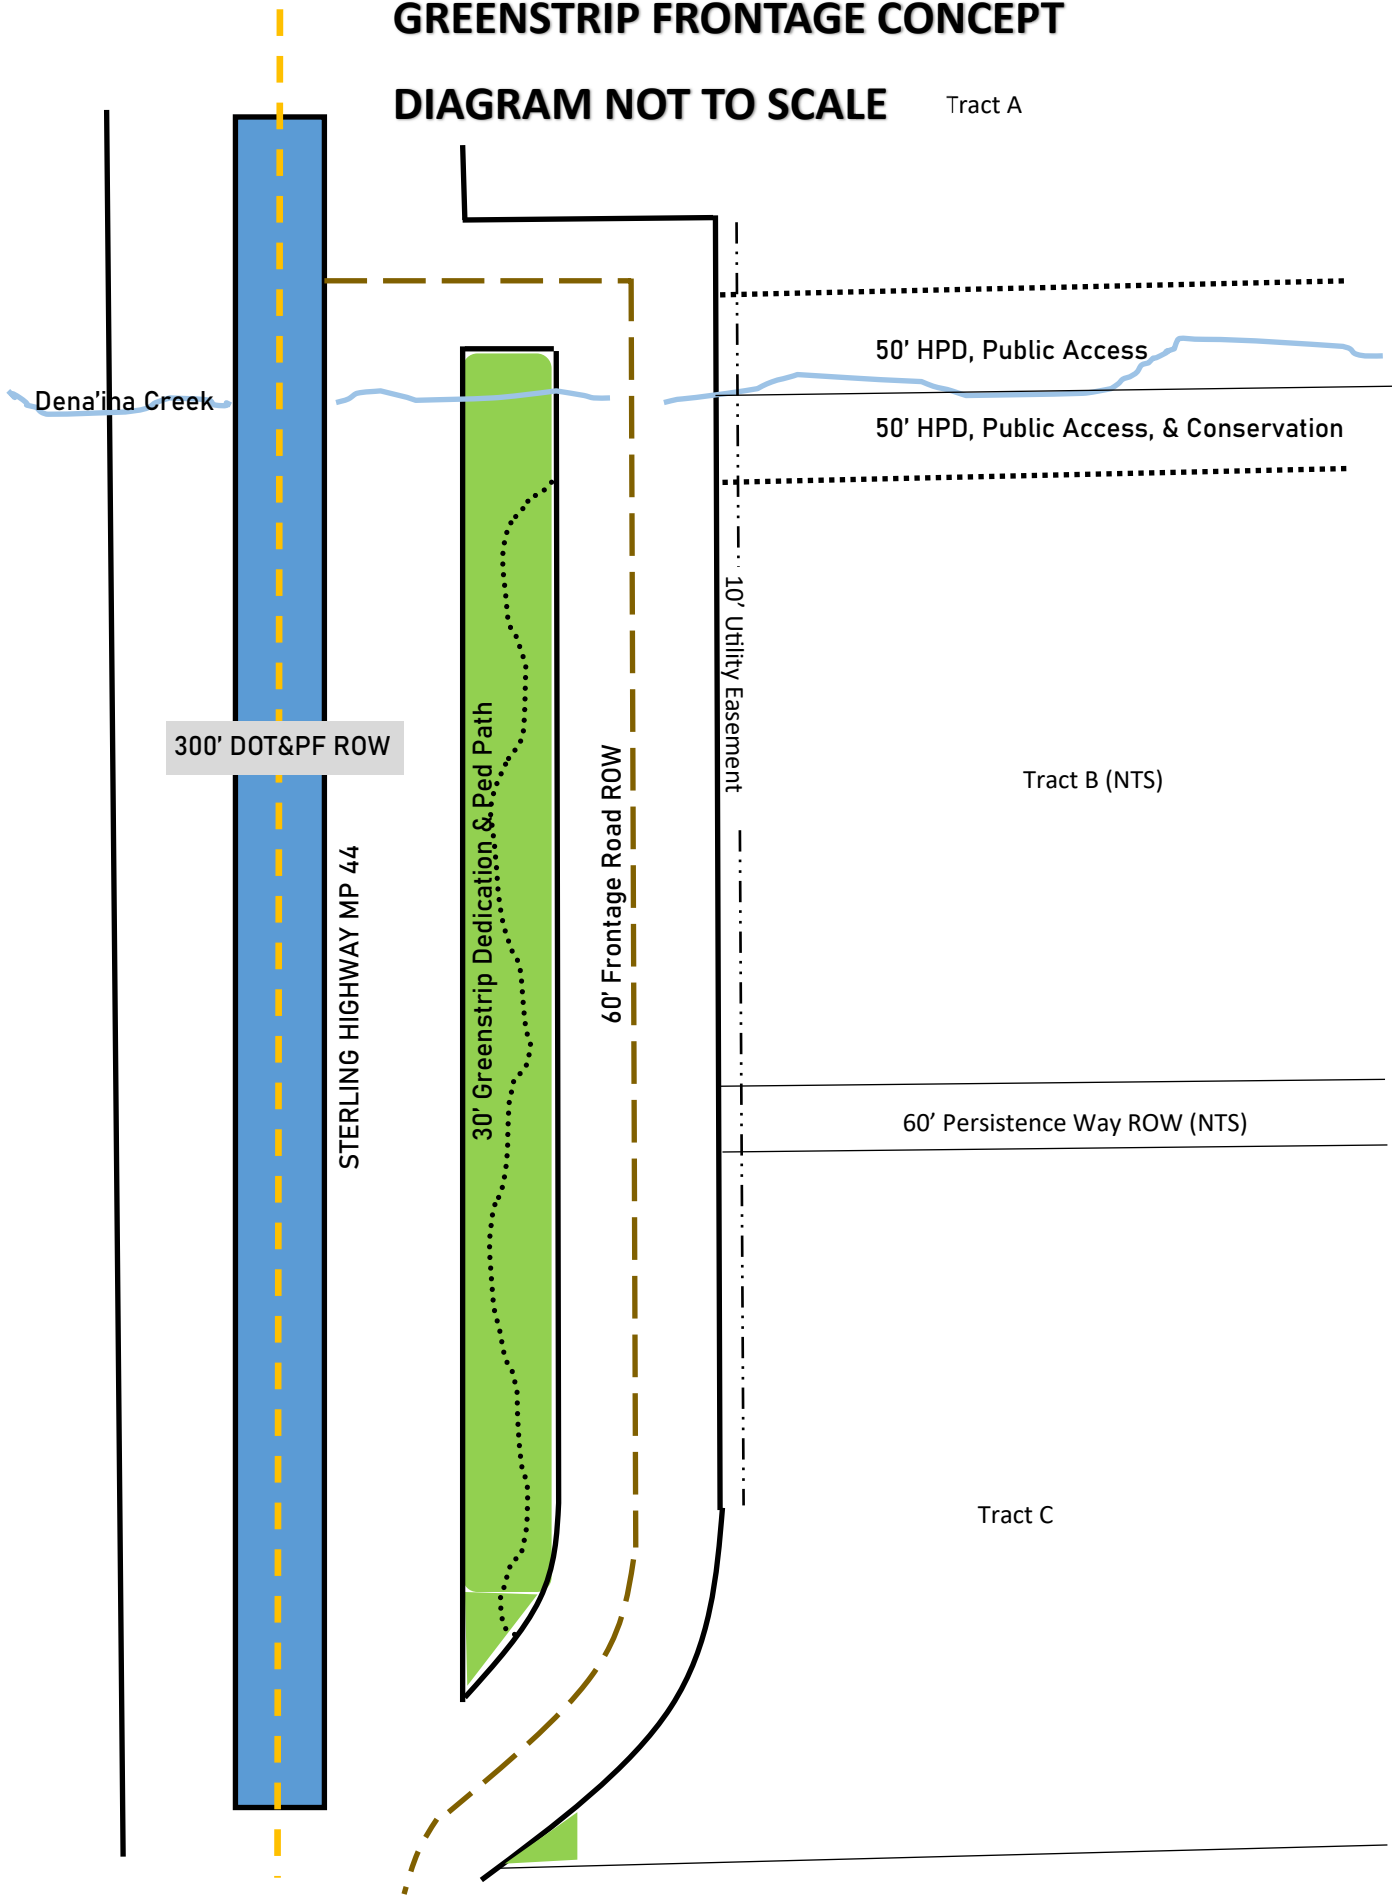 GREENSTRIP FRONTAGE CONCEPT
DIAGRAM NOT TO SCALE
Tract A
50' HPD, Public Access
Dena'ina Creek
50' HPD, Public Access, & Conservation
10' Utility Easement
300' DOT&PF ROW
30' Greenstrip Dedication & Ped Path
60' Frontage Road ROW
Tract B (NTS)
STERLING HIGHWAY MP 44
60' Persistence Way ROW (NTS)
Tract C